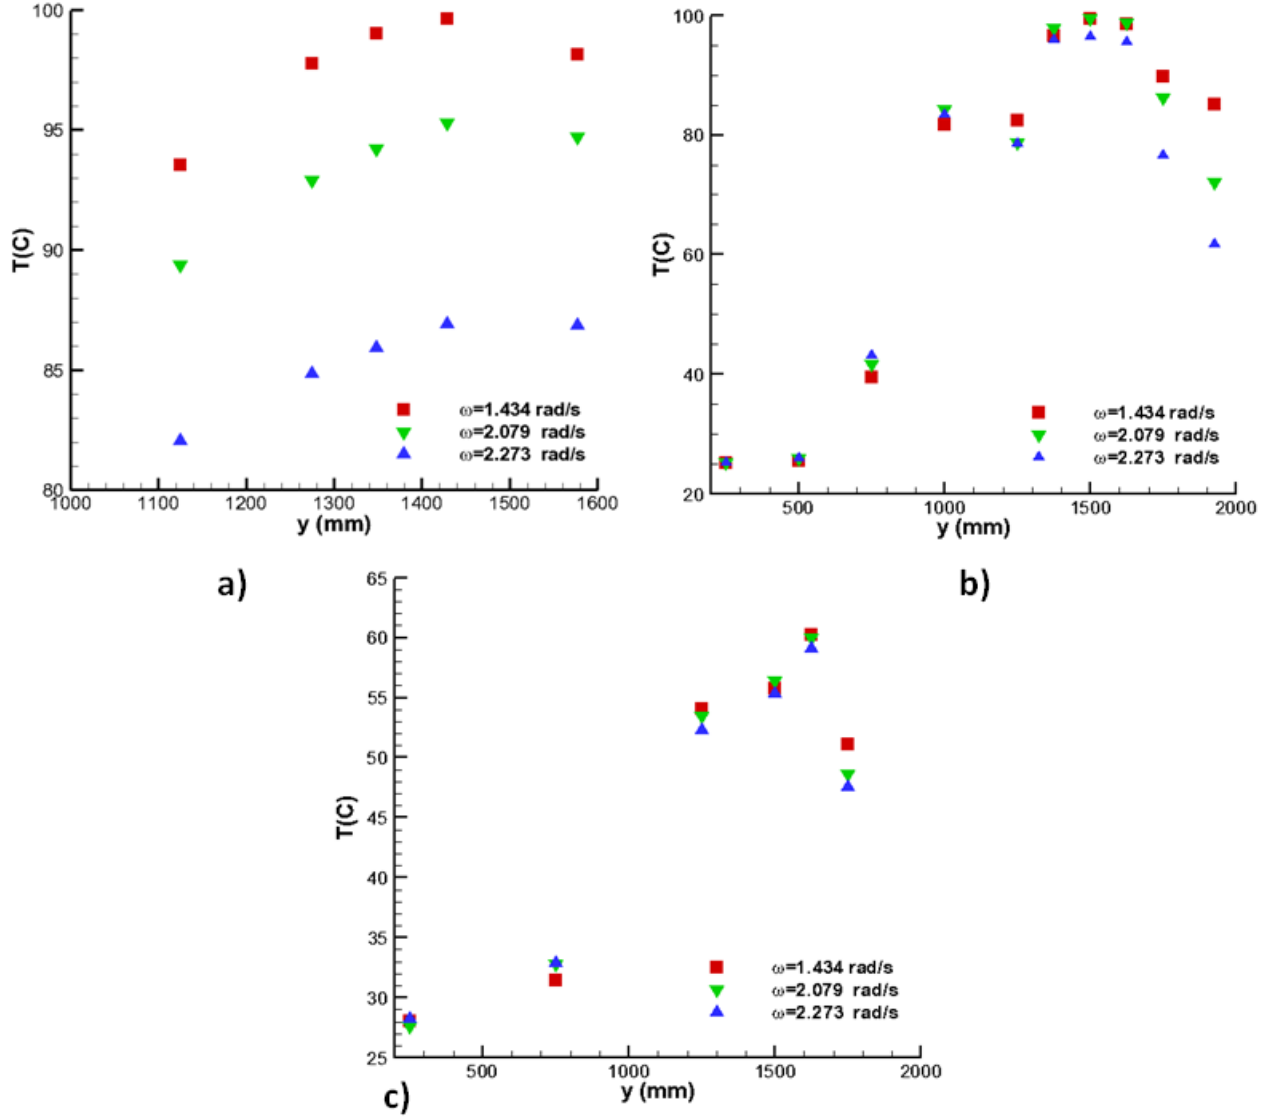 100
95
90
85
80
T(C)
ω=1.434 rad/s
ω=2.079 rad/s
ω=2.273 rad/s
1000 1100 1200 1300 1400 1500 1600
y (mm)
a)
100
80
60
40
20
T(C)
ω=1.434 rad/s
ω=2.079 rad/s
ω=2.273 rad/s
500 1000 1500 2000
y (mm)
b)
65
60
55
50
45
40
35
30
25
T(C)
ω=1.434 rad/s
ω=2.079 rad/s
ω=2.273 rad/s
500 1000 1500 2000
y (mm)
c)